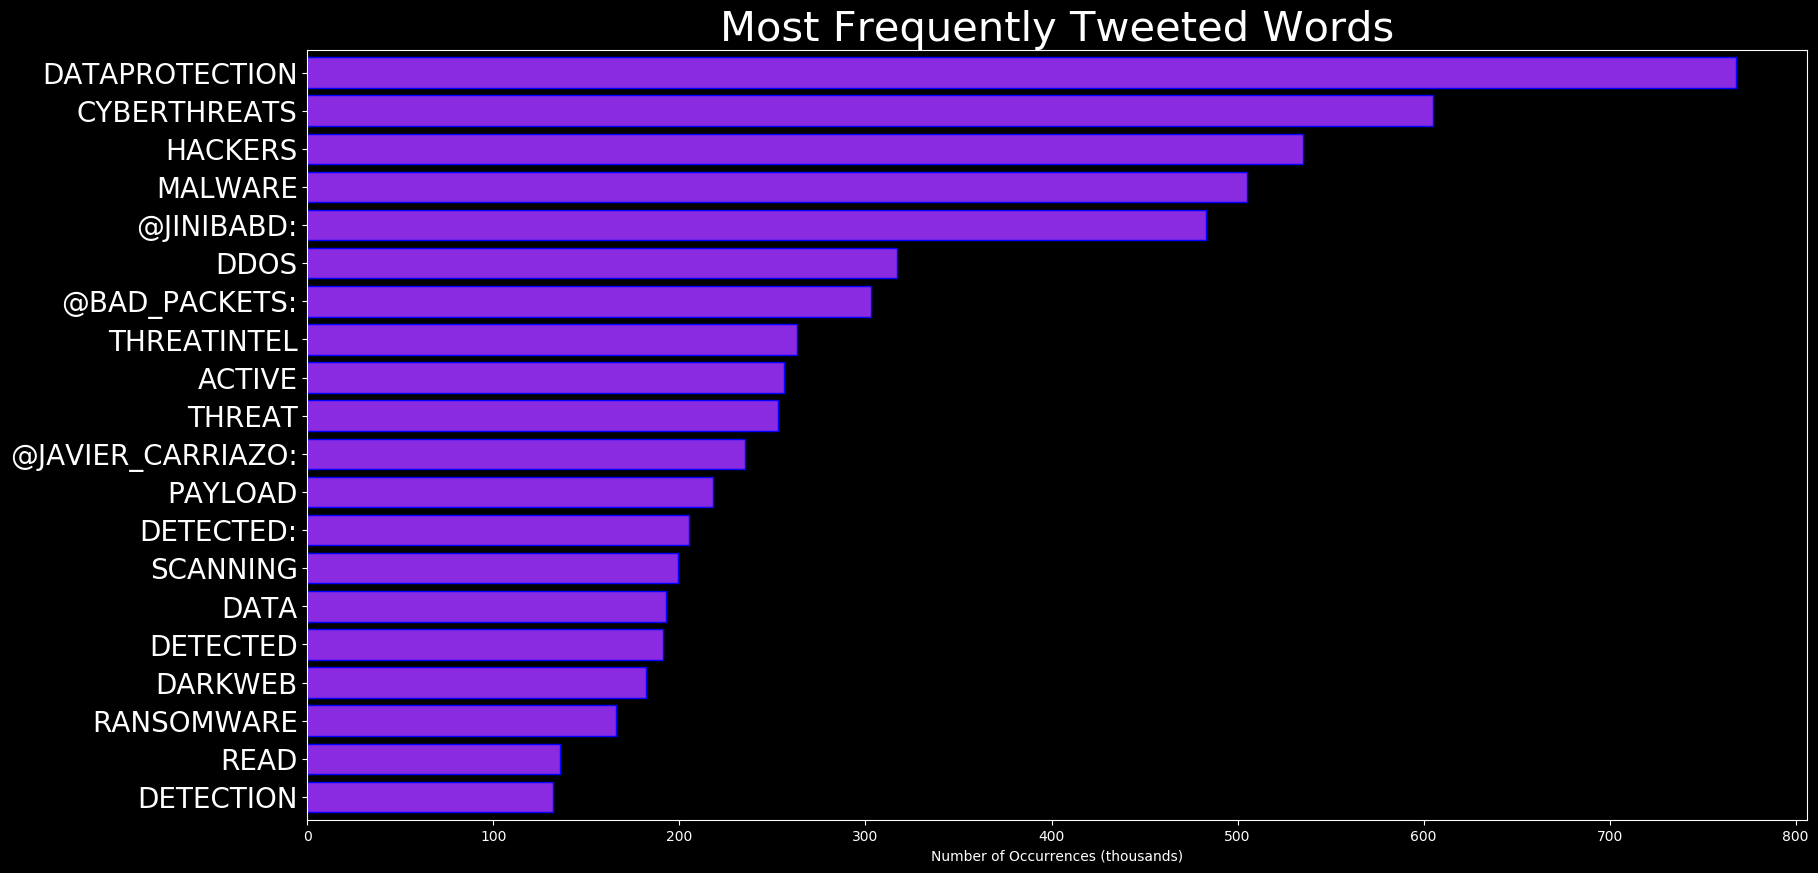 Most Frequently Tweeted Words
DATAPROTECTION
CYBERTHREATS
HACKERS
MALWARE
@JINIBABD:
DDOS
@BAD_PACKETS:
THREATINTEL
ACTIVE
THREAT
@JAVIER_CARRIAZO:
PAYLOAD
DETECTED:
SCANNING
DATA
DETECTED
DARKWEB
RANSOMWARE
READ
DETECTION
0 100 200 300 400 500 600 700 800
Number of Occurrences (thousands)